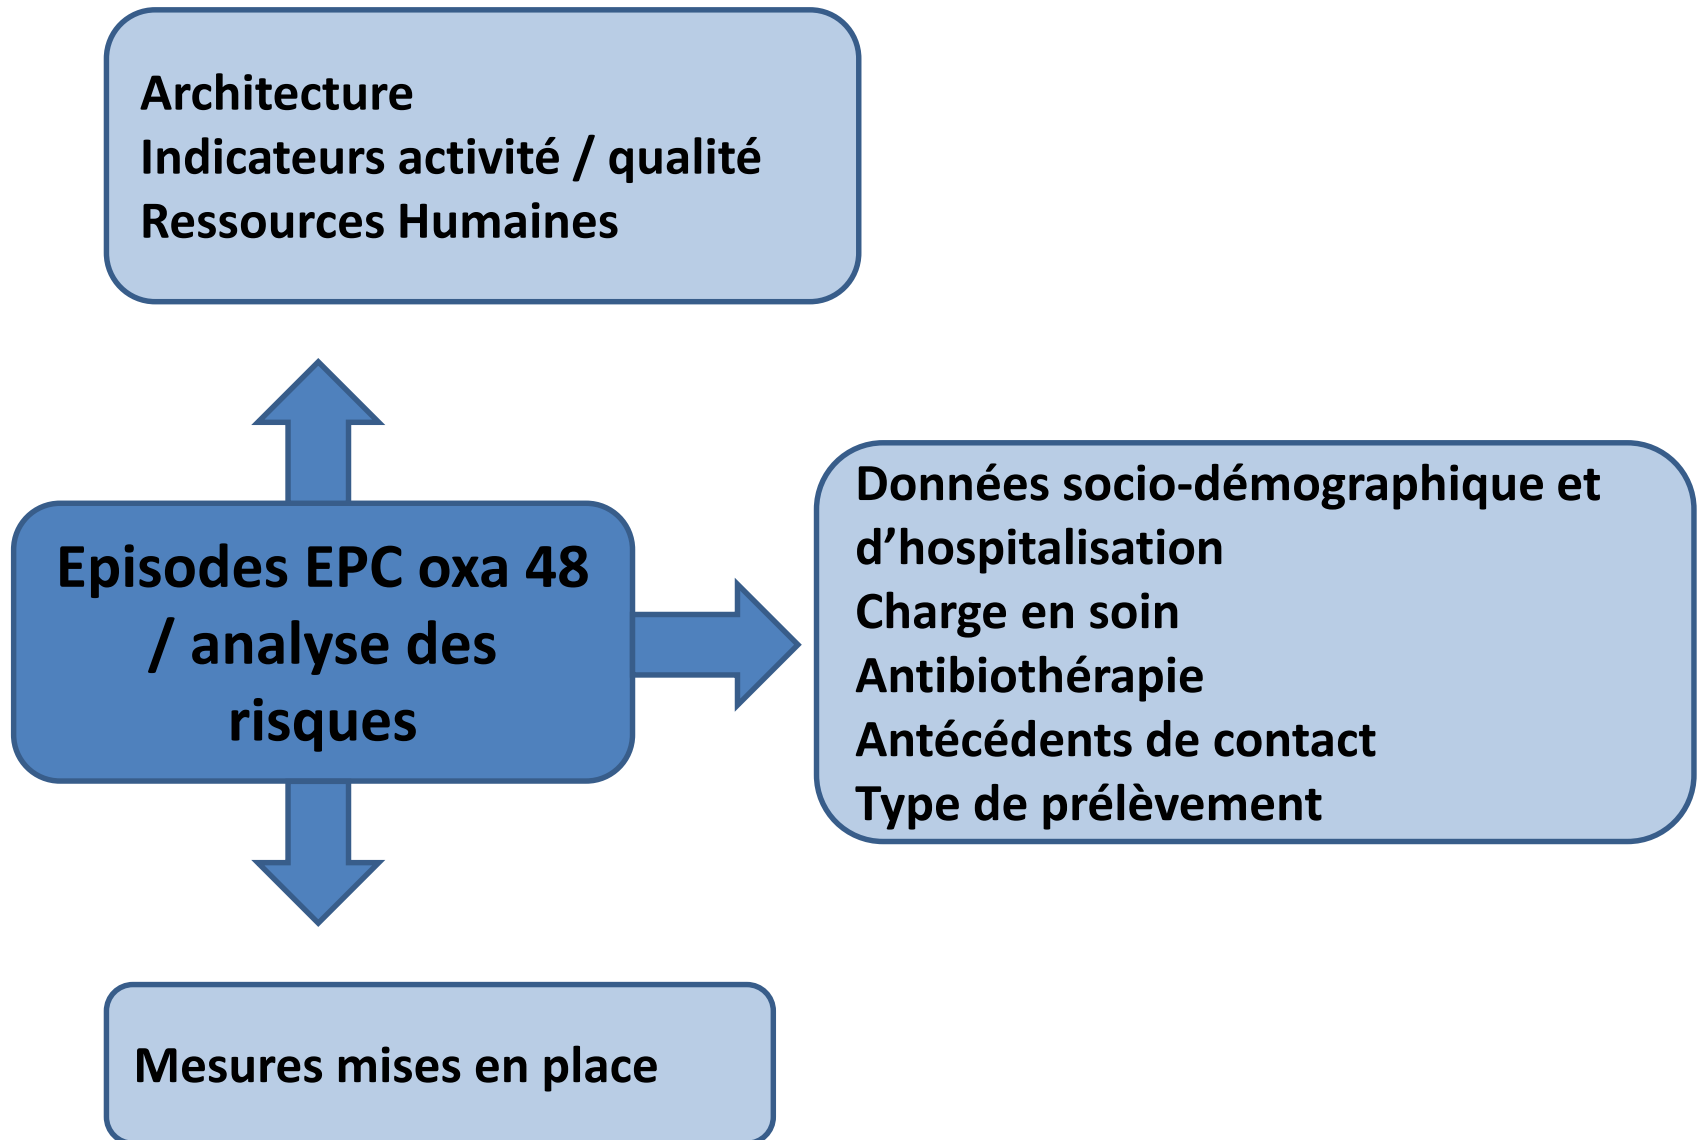 Architecture
Indicateurs activité / qualité
Ressources Humaines
Episodes EPC oxa 48
/ analyse des
risques
Données socio-démographique et
d’hospitalisation
Charge en soin
Antibiothérapie
Antécédents de contact
Type de prélèvement
Mesures mises en place